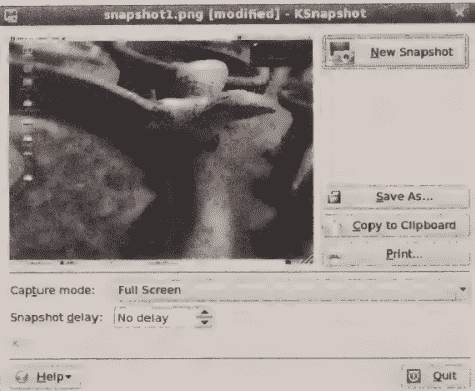 snapshot1.png [modified] - KSnapshot
New Snapshot
Save As...
Copy to Clipboard
Print...
Capture mode: Full Screen
Snapshot delay: No delay
Help
Quit